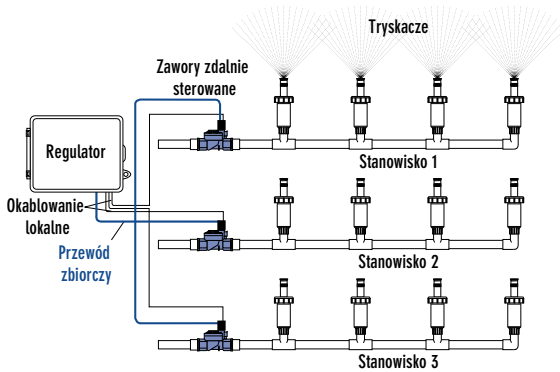 Tryskacze
Zawory zdalnie
sterowane
Regulator
Stanowisko 1
Okablowanie
lokalne
Przewód
zbiorczy
Stanowisko 2
Stanowisko 3